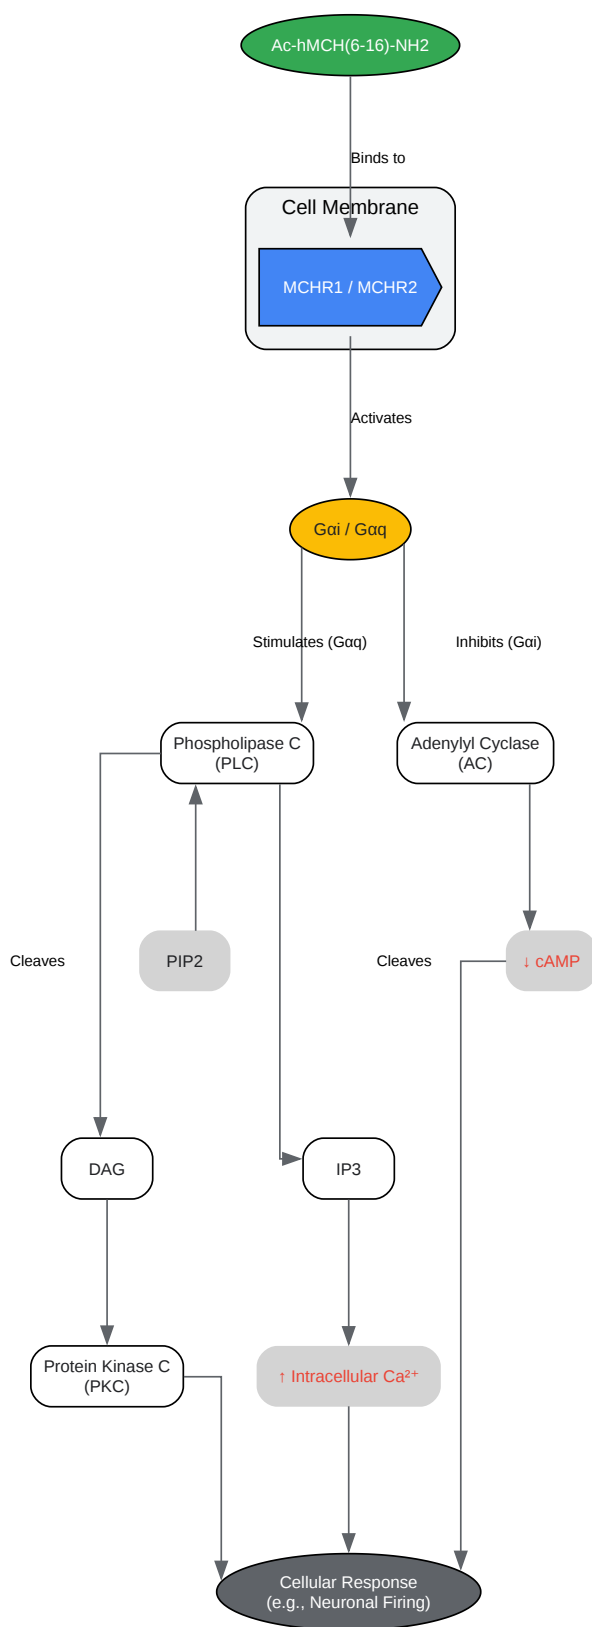 Ac-hMCH(6-16)-NH2
Binds to
Cell Membrane
MCHR1 / MCHR2
Activates
Gαi / Gαq
Stimulates (Gαq)
Inhibits (Gαi)
Phospholipase C
(PLC)
Adenylyl Cyclase
(AC)
Cleaves
PIP2
Cleaves
↓ cAMP
DAG
IP3
Protein Kinase C
(PKC)
↑ Intracellular Ca²⁺
Cellular Response
(e.g., Neuronal Firing)